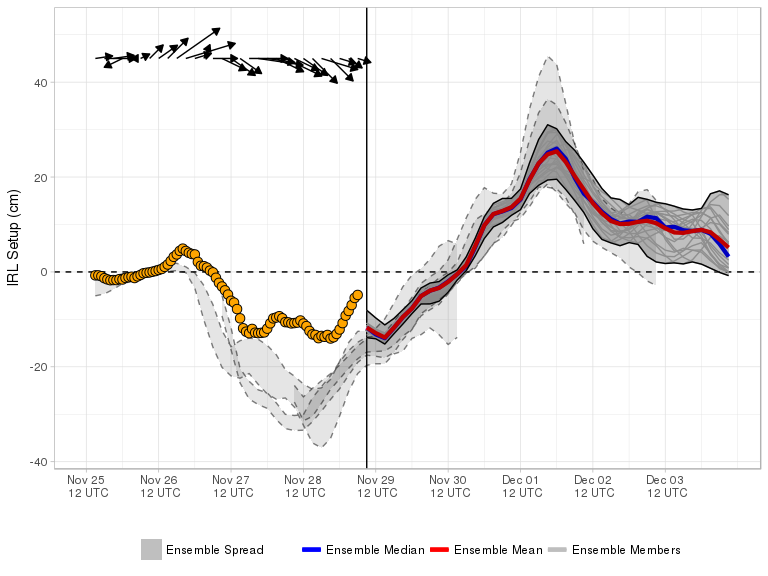 IRL Setup (cm)
40
20
0
-20
-40
Nov 25 Nov 26 Nov 27 Nov 28 Nov 29 Nov 30 Dec 01 Dec 02 Dec 03
12 UTC 12 UTC 12 UTC 12 UTC 12 UTC 12 UTC 12 UTC 12 UTC 12 UTC
Ensemble Spread Ensemble Median Ensemble Mean Ensemble Members